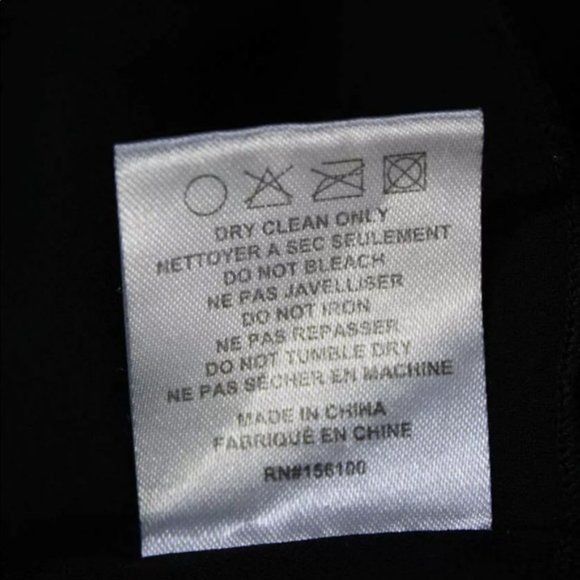 DRY CLEAN ONLY
NETTOYER A SEC SEULEMENT
DO NOT BLEACH
NE PAS JAVELLISER
DO NOT IRON
NE PAS REPASSER
DO NOT TUMBLE DRY
NE PAS SÉCHER EN MACHINE
MADE IN CHINA
FABRIQUÉ EN CHINE
RN#156100